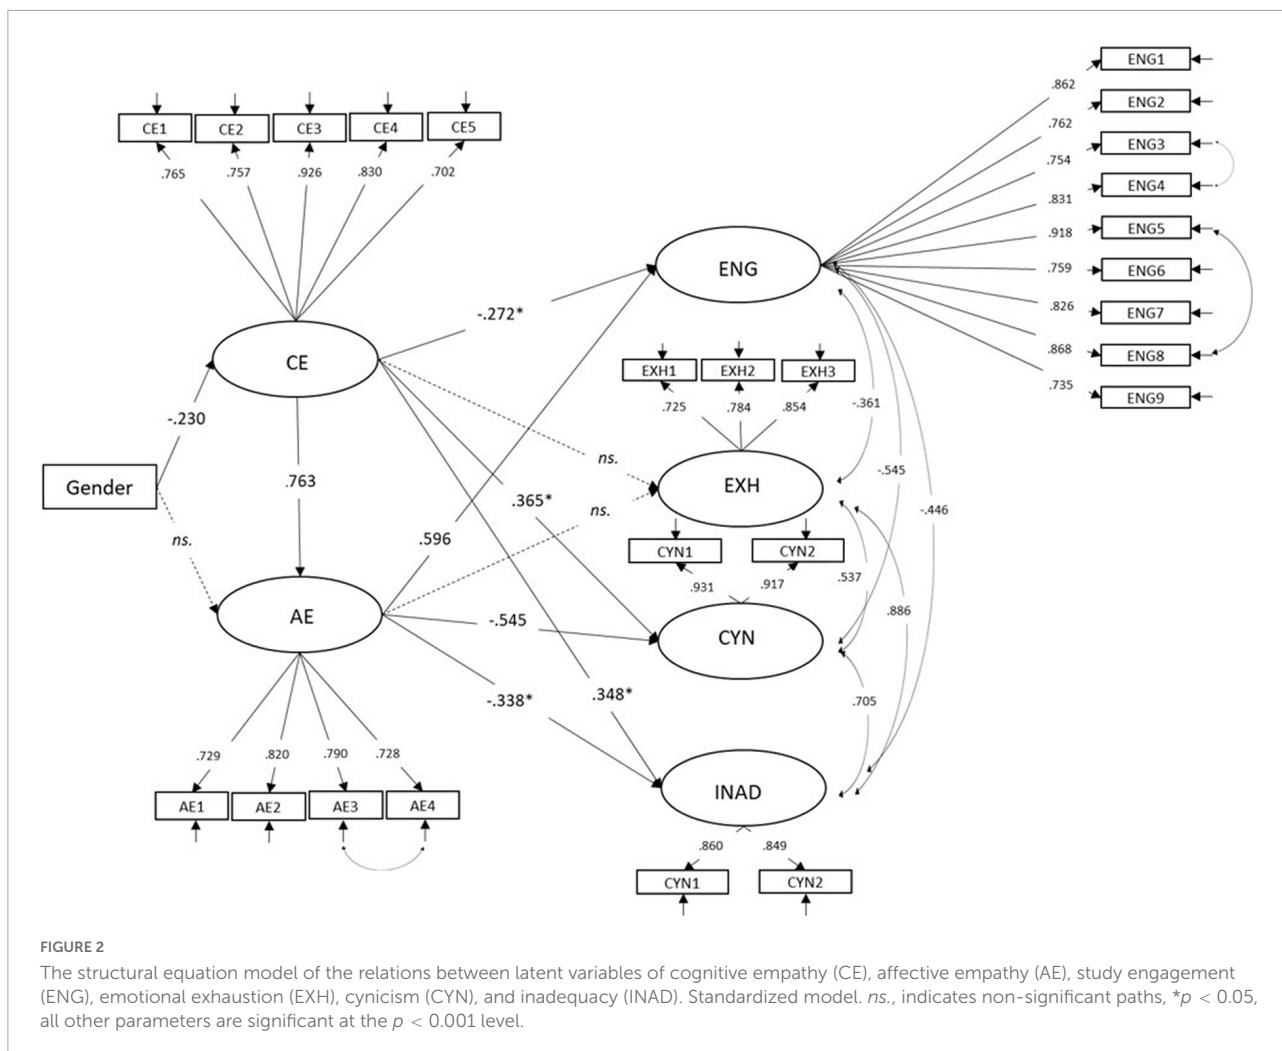 ENG1
.862
ENG2
.762
ENG3
.754
ENG4
.831
ENG5
.918
ENG6
.759
ENG7
.826
ENG8
.868
ENG9
.735
CE1 CE2 CE3 CE4 CE5
.765 .757 .926 .830 .702
ENG
-.272*
CE
EXH1 EXH2 EXH3
.725 .784 .854
-.361
-.230
ns.
-.545
.763
Gender
EXH
.365*
ns.
-.446
ns.
.596
CYN1 CYN2
.931 .917
.537
.886
AE
-.545
CYN
-.338*
.348*
.705
.729 .820 .790 .728
INAD
AE1 AE2 AE3 AE4
.860 .849
CYN1 CYN2
FIGURE 2
The structural equation model of the relations between latent variables of cognitive empathy (CE), affective empathy (AE), study engagement
(ENG), emotional exhaustion (EXH), cynicism (CYN), and inadequacy (INAD). Standardized model. ns., indicates non-significant paths, *p < 0.05,
all other parameters are significant at the p < 0.001 level.